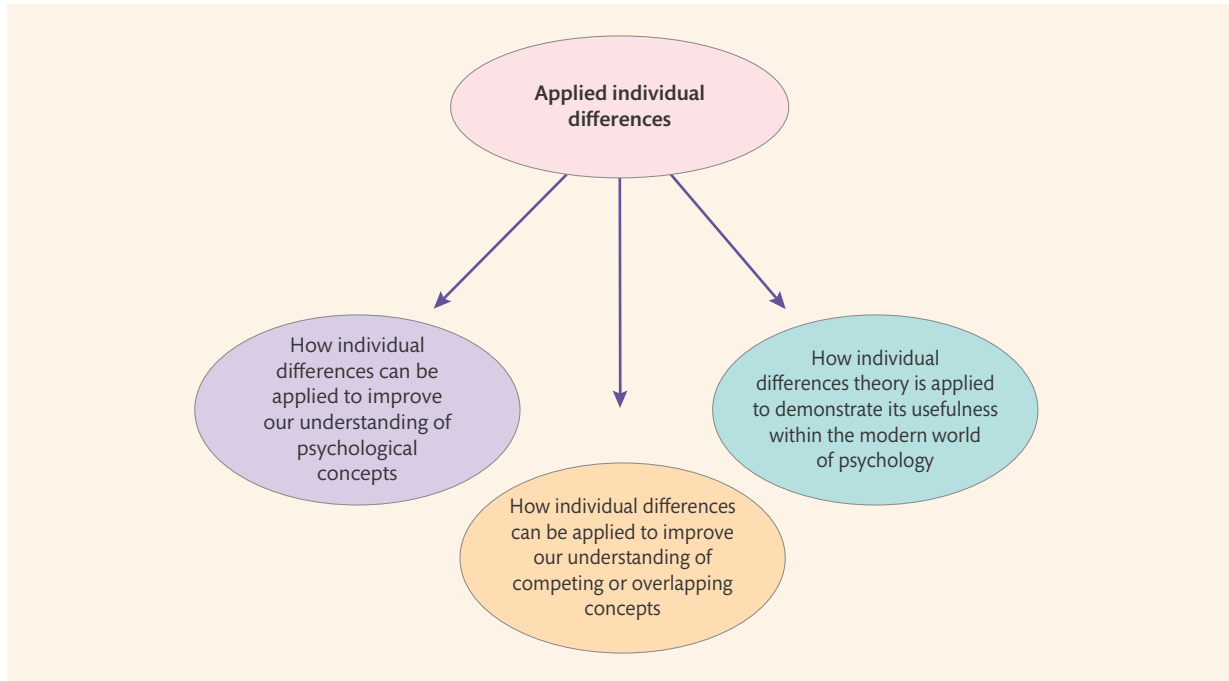 Applied individual
differences
How individual
differences can be
applied to improve
our understanding of
psychological
concepts
How individual differences
can be applied to improve
our understanding of
competing or overlapping
concepts
How individual
differences theory is applied
to demonstrate its usefulness
within the modern world
of psychology